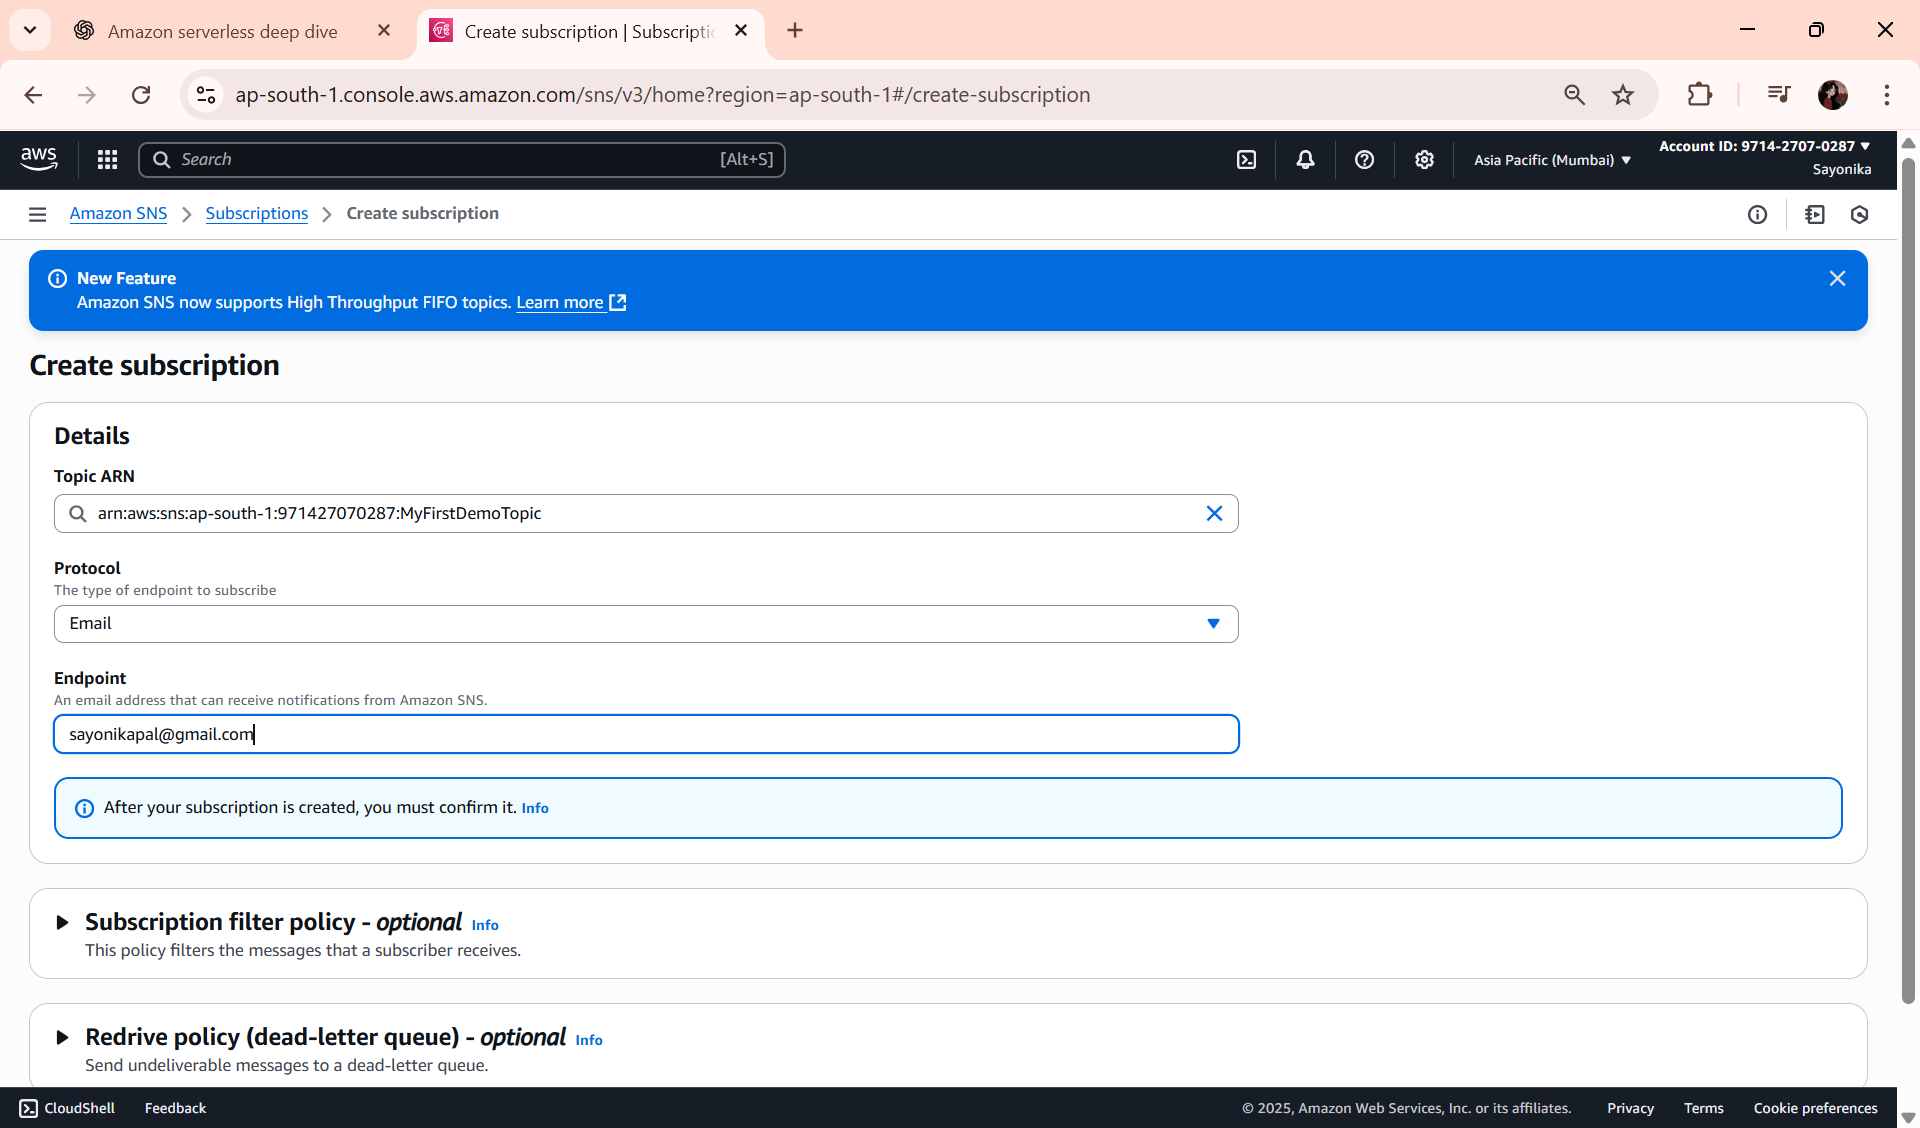 Amazon serverless deep dive
Create subscription | Subscriptio
ap-south-1.console.aws.amazon.com/sns/v3/home?region=ap-south-1#/create-subscription
aws
Search
[Alt+S]
Asia Pacific (Mumbai)
Account ID: 9714-2707-0287
Sayonika
Amazon SNS
Subscriptions
Create subscription
New Feature
Amazon SNS now supports High Throughput FIFO topics. Learn more
Create subscription
Details
Topic ARN
arn:aws:sns:ap-south-1:971427070287:MyFirstDemoTopic
Protocol
The type of endpoint to subscribe
Email
Endpoint
An email address that can receive notifications from Amazon SNS.
sayonikapal@gmail.com
After your subscription is created, you must confirm it. Info
Subscription filter policy - optional Info
This policy filters the messages that a subscriber receives.
Redrive policy (dead-letter queue) - optional Info
Send undeliverable messages to a dead-letter queue.
CloudShell
Feedback
© 2025, Amazon Web Services, Inc. or its affiliates.
Privacy
Terms
Cookie preferences